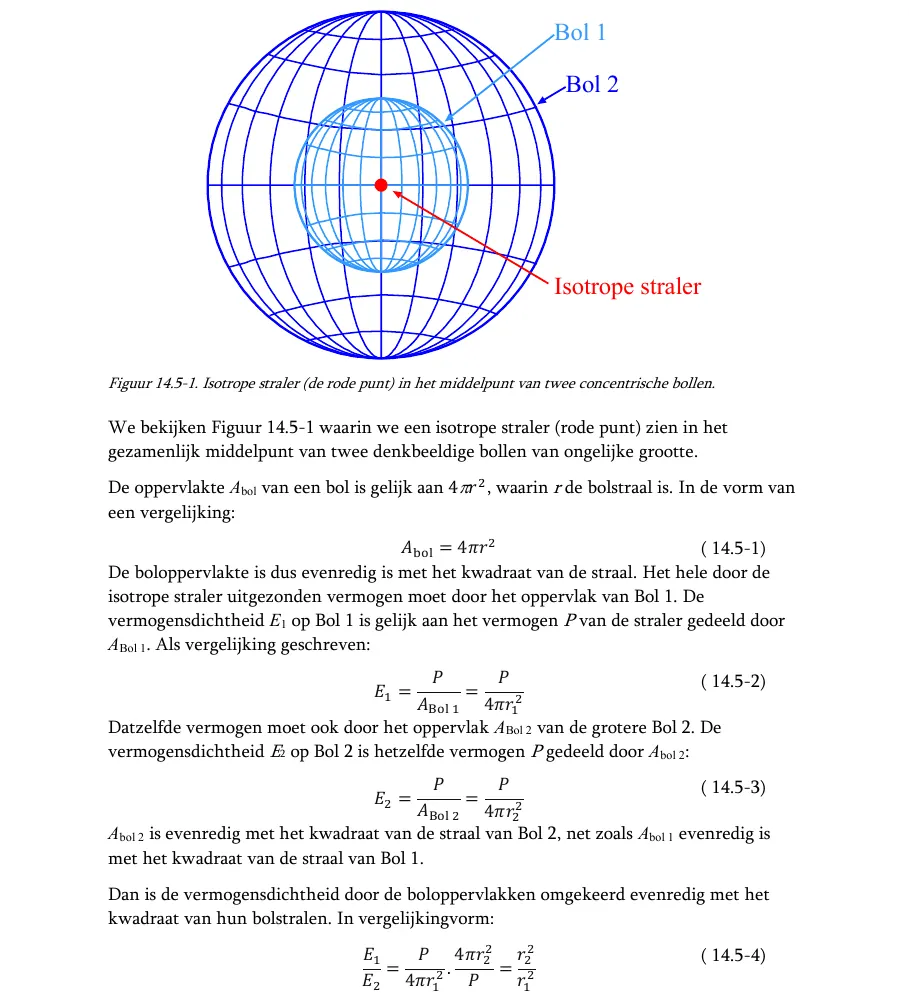 Bol 1
Bol 2
Isotrope straler
Figuur 14.5-1. Isotrope straler (de rode punt) in het middelpunt van twee concentrische bollen.
We bekijken Figuur 14.5-1 waarin we een isotrope straler (rode punt) zien in het
gezamenlijk middelpunt van twee denkbeeldige bollen van ongelijke grootte.
De oppervlakte A_bol van een bol is gelijk aan 4πr², waarin r de bolstraal is. In de vorm van
een vergelijking:
A_bol = 4πr² ( 14.5-1)
De boloppervlakte is dus evenredig is met het kwadraat van de straal. Het hele door de
isotrope straler uitgezonden vermogen moet door het oppervlak van Bol 1. De
vermogensdichtheid E₁ op Bol 1 is gelijk aan het vermogen P van de straler gedeeld door
A_Bol 1. Als vergelijking geschreven:
E₁ = P / A_Bol 1 = P / 4πr₁² ( 14.5-2)
Datzelfde vermogen moet ook door het oppervlak A_Bol 2 van de grotere Bol 2. De
vermogensdichtheid E₂ op Bol 2 is hetzelfde vermogen P gedeeld door A_bol 2:
E₂ = P / A_Bol 2 = P / 4πr₂² ( 14.5-3)
A_bol 2 is evenredig met het kwadraat van de straal van Bol 2, net zoals A_bol 1 evenredig is
met het kwadraat van de straal van Bol 1.
Dan is de vermogensdichtheid door de boloppervlakken omgekeerd evenredig met het
kwadraat van hun bolstralen. In vergelijkingvorm:
E₁ / E₂ = P / 4πr₁² . 4πr₂² / P = r₂² / r₁² ( 14.5-4)